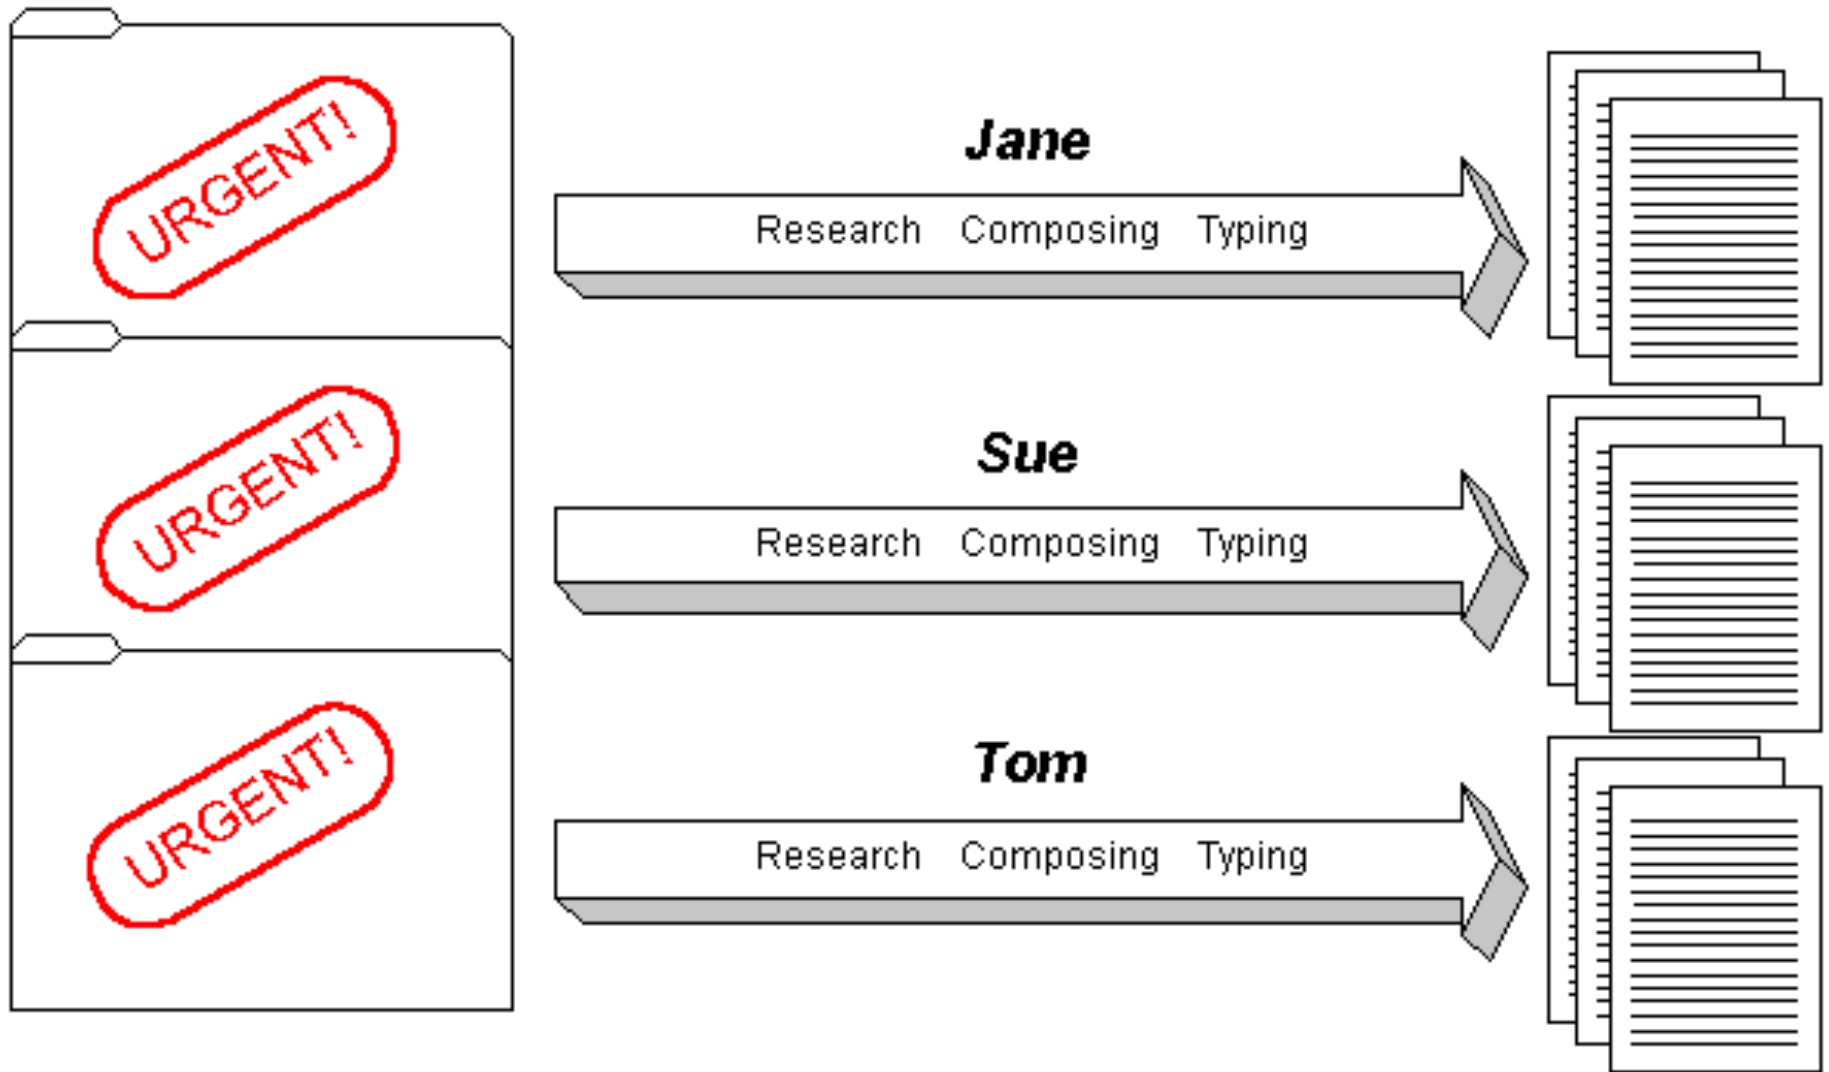 URGENT!
Jane
Research Composing Typing
URGENT!
Sue
Research Composing Typing
URGENT!
Tom
Research Composing Typing